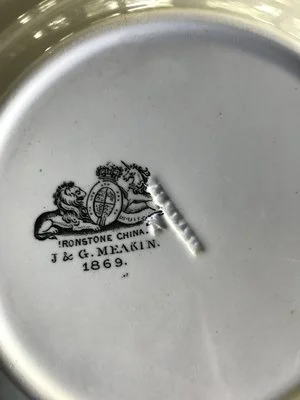 IRONSTONE CHINA.
J & G. MEAKIN.
1869.